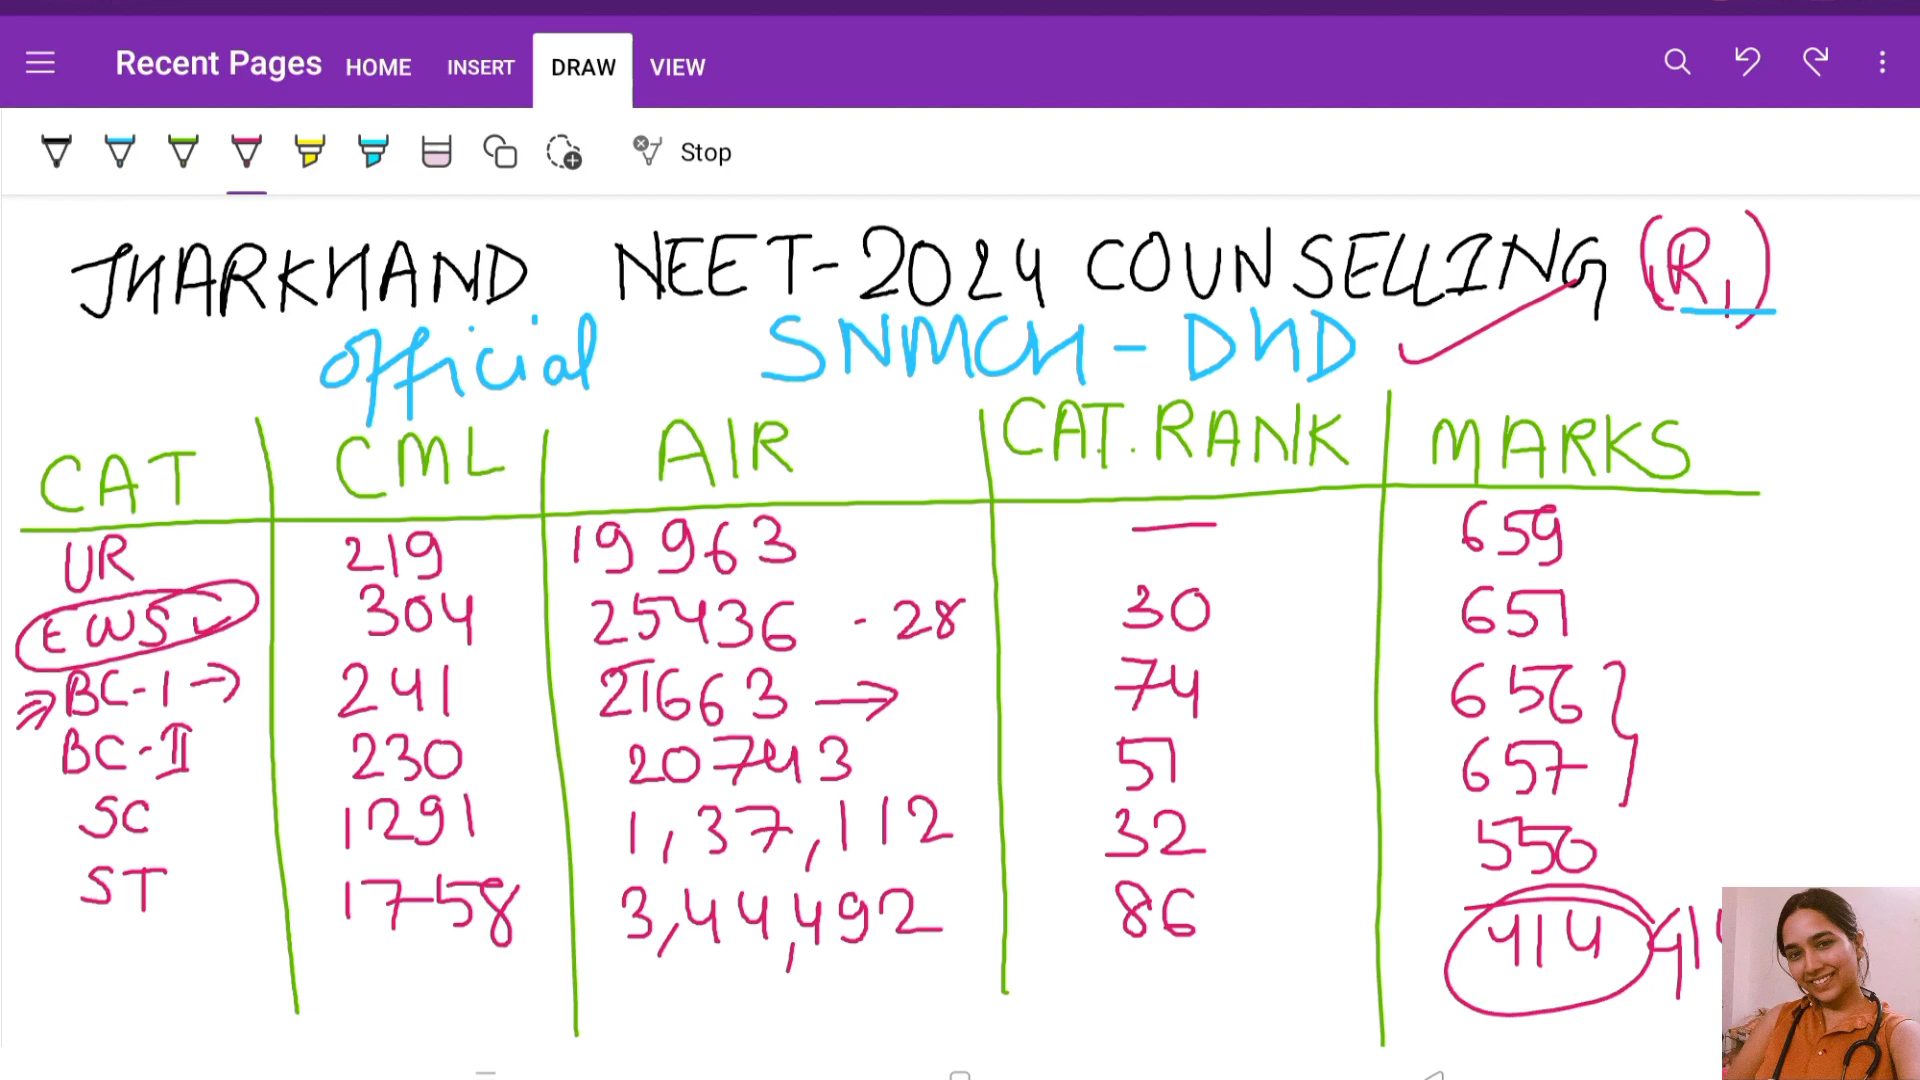 Recent Pages HOME INSERT DRAW VIEW
Stop
JHARKHAND NEET-2024 COUNSELLING (R1)
official SNMCH-DHD
CAT CML AIR CAT.RANK MARKS
UR 219 19963 — 659
EWS 304 25436 - 28 30 651
⇒ BC-I → 241 21663 → 74 656
BC-II 230 20743 51 657
SC 1291 1,37,112 32 550
ST 1758 3,44,492 86 414 414